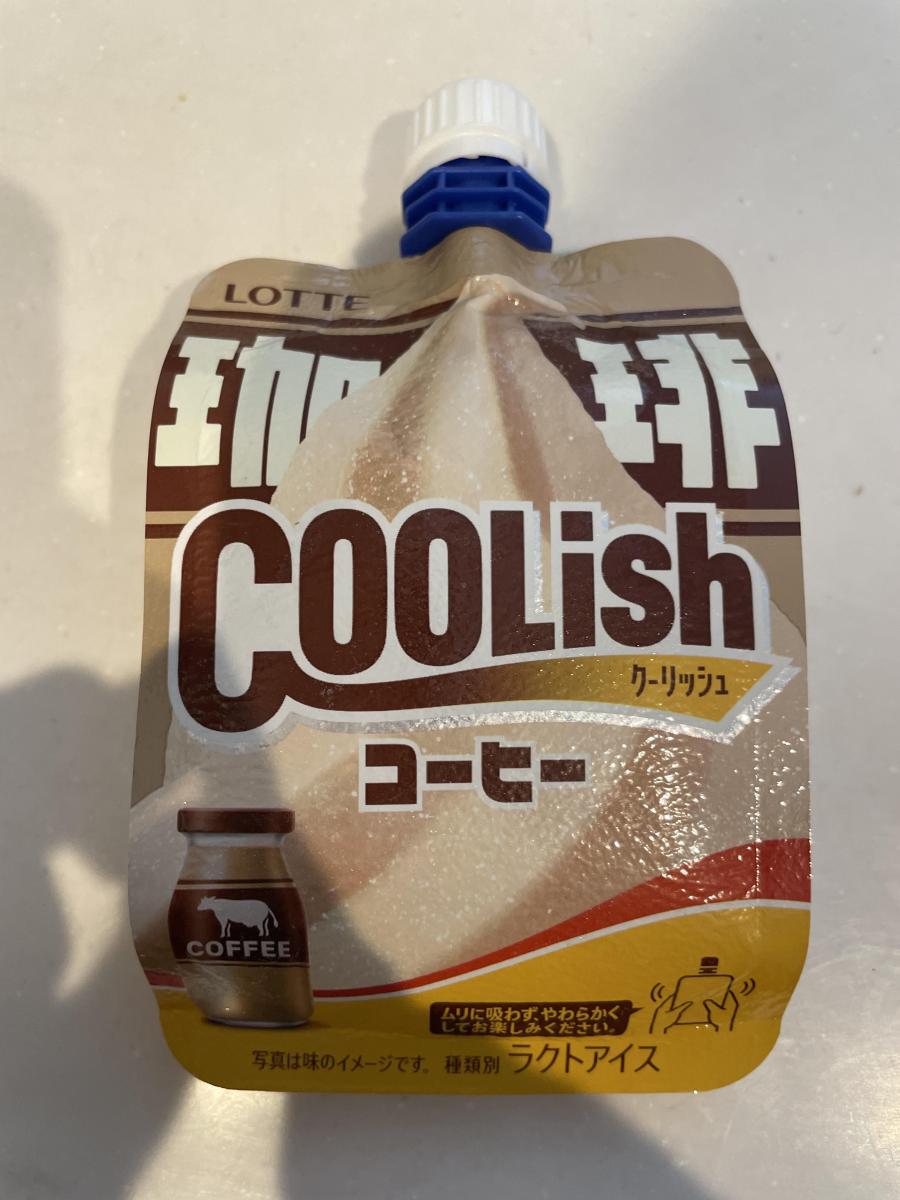 LOTTE
珈琲
COOLish
クーリッシュ
コーヒー
COFFEE
ムリに吸わず、やわらかく
してお楽しみください。
写真は味のイメージです。 種類別 ラクトアイス